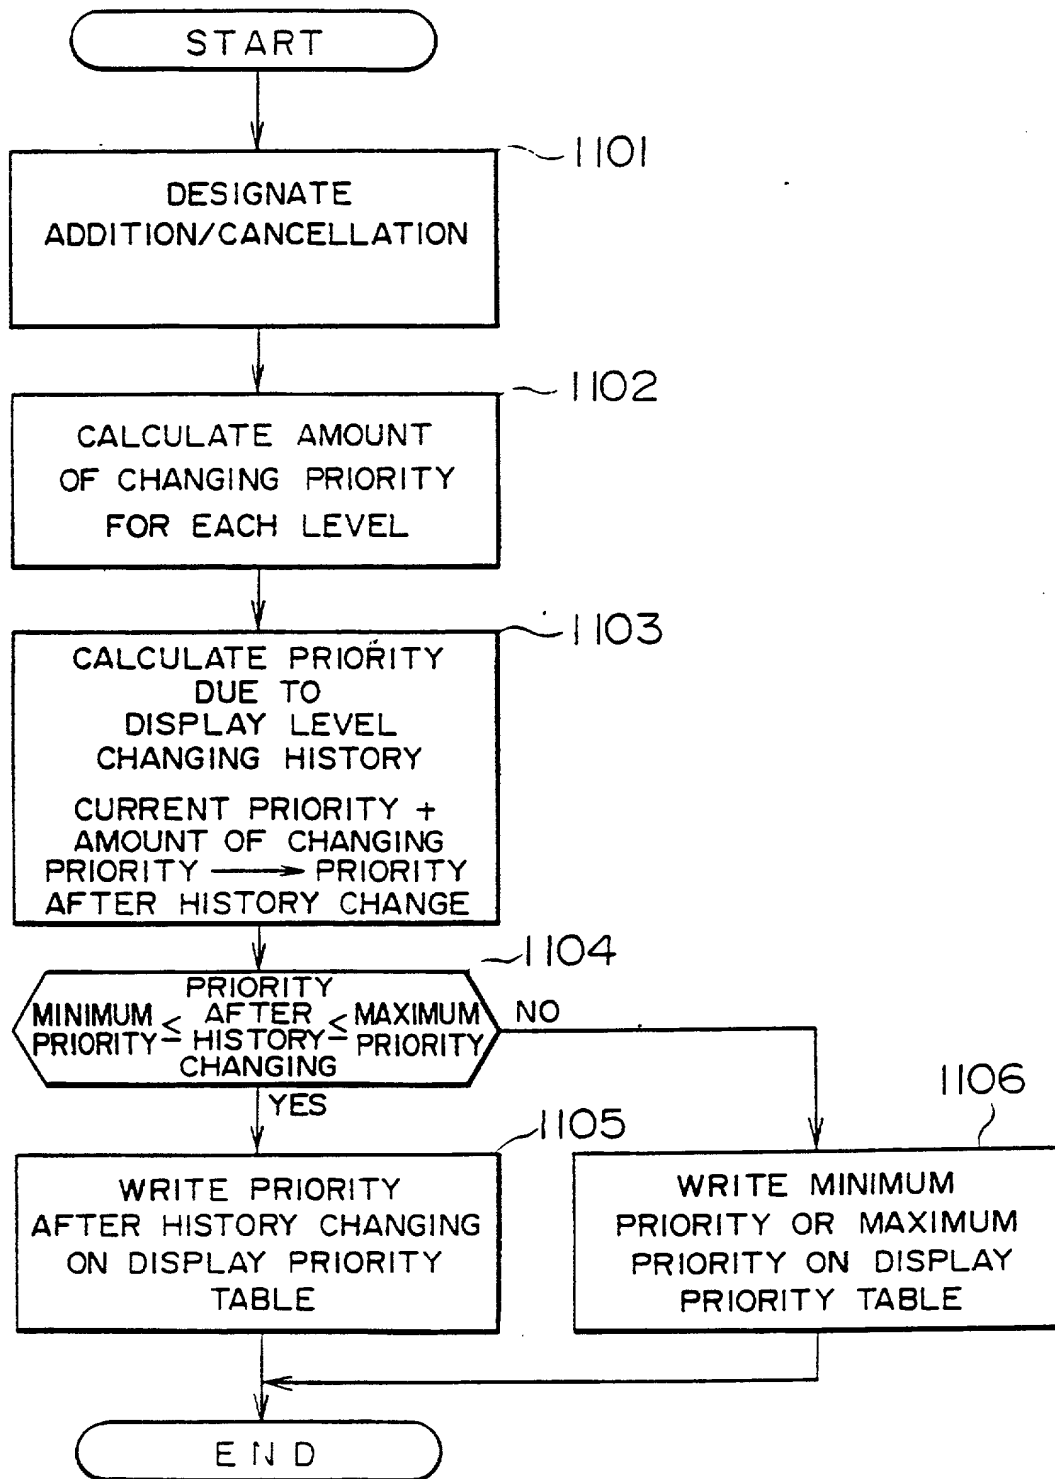 START
1101
DESIGNATE
ADDITION/CANCELLATION
1102
CALCULATE AMOUNT
OF CHANGING PRIORITY
FOR EACH LEVEL
1103
CALCULATE PRIORITY
DUE TO
DISPLAY LEVEL
CHANGING HISTORY
CURRENT PRIORITY +
AMOUNT OF CHANGING
PRIORITY → PRIORITY
AFTER HISTORY CHANGE
1104
MINIMUM PRIORITY ≤ PRIORITY AFTER HISTORY CHANGING ≤ MAXIMUM PRIORITY
NO
YES
1105
WRITE PRIORITY
AFTER HISTORY CHANGING
ON DISPLAY PRIORITY
TABLE
1106
WRITE MINIMUM
PRIORITY OR MAXIMUM
PRIORITY ON DISPLAY
PRIORITY TABLE
END